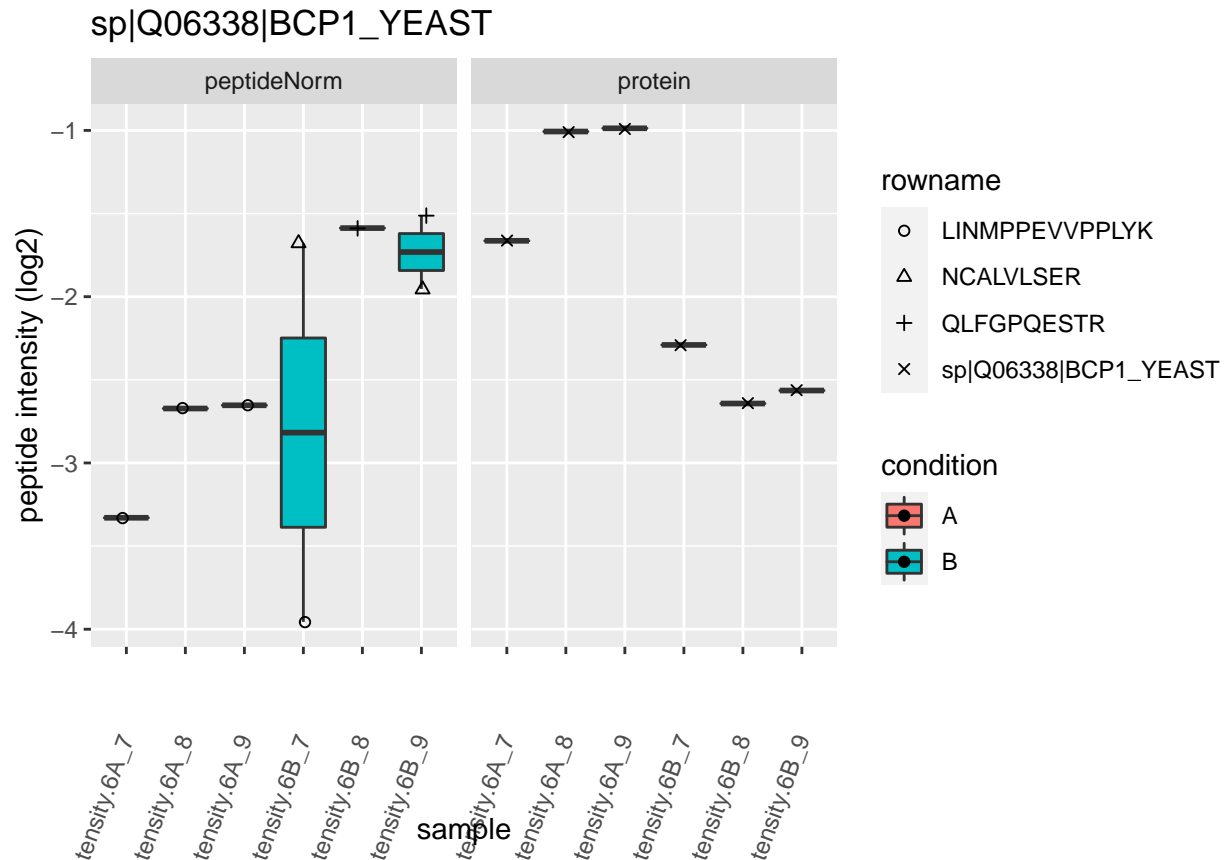 sp|Q06338|BCP1_YEAST
peptideNorm
protein
peptide intensity (log2)
−1
−2
−3
−4
tensity.6A_7
tensity.6A_8
tensity.6A_9
tensity.6B_7
tensity.6B_8
tensity.6B_9
tensity.6A_7
tensity.6A_8
tensity.6A_9
tensity.6B_7
tensity.6B_8
tensity.6B_9
sample
rowname
LINMPPEVVPPLYK
NCALVLSER
QLFGPQESTR
sp|Q06338|BCP1_YEAST
condition
A
B